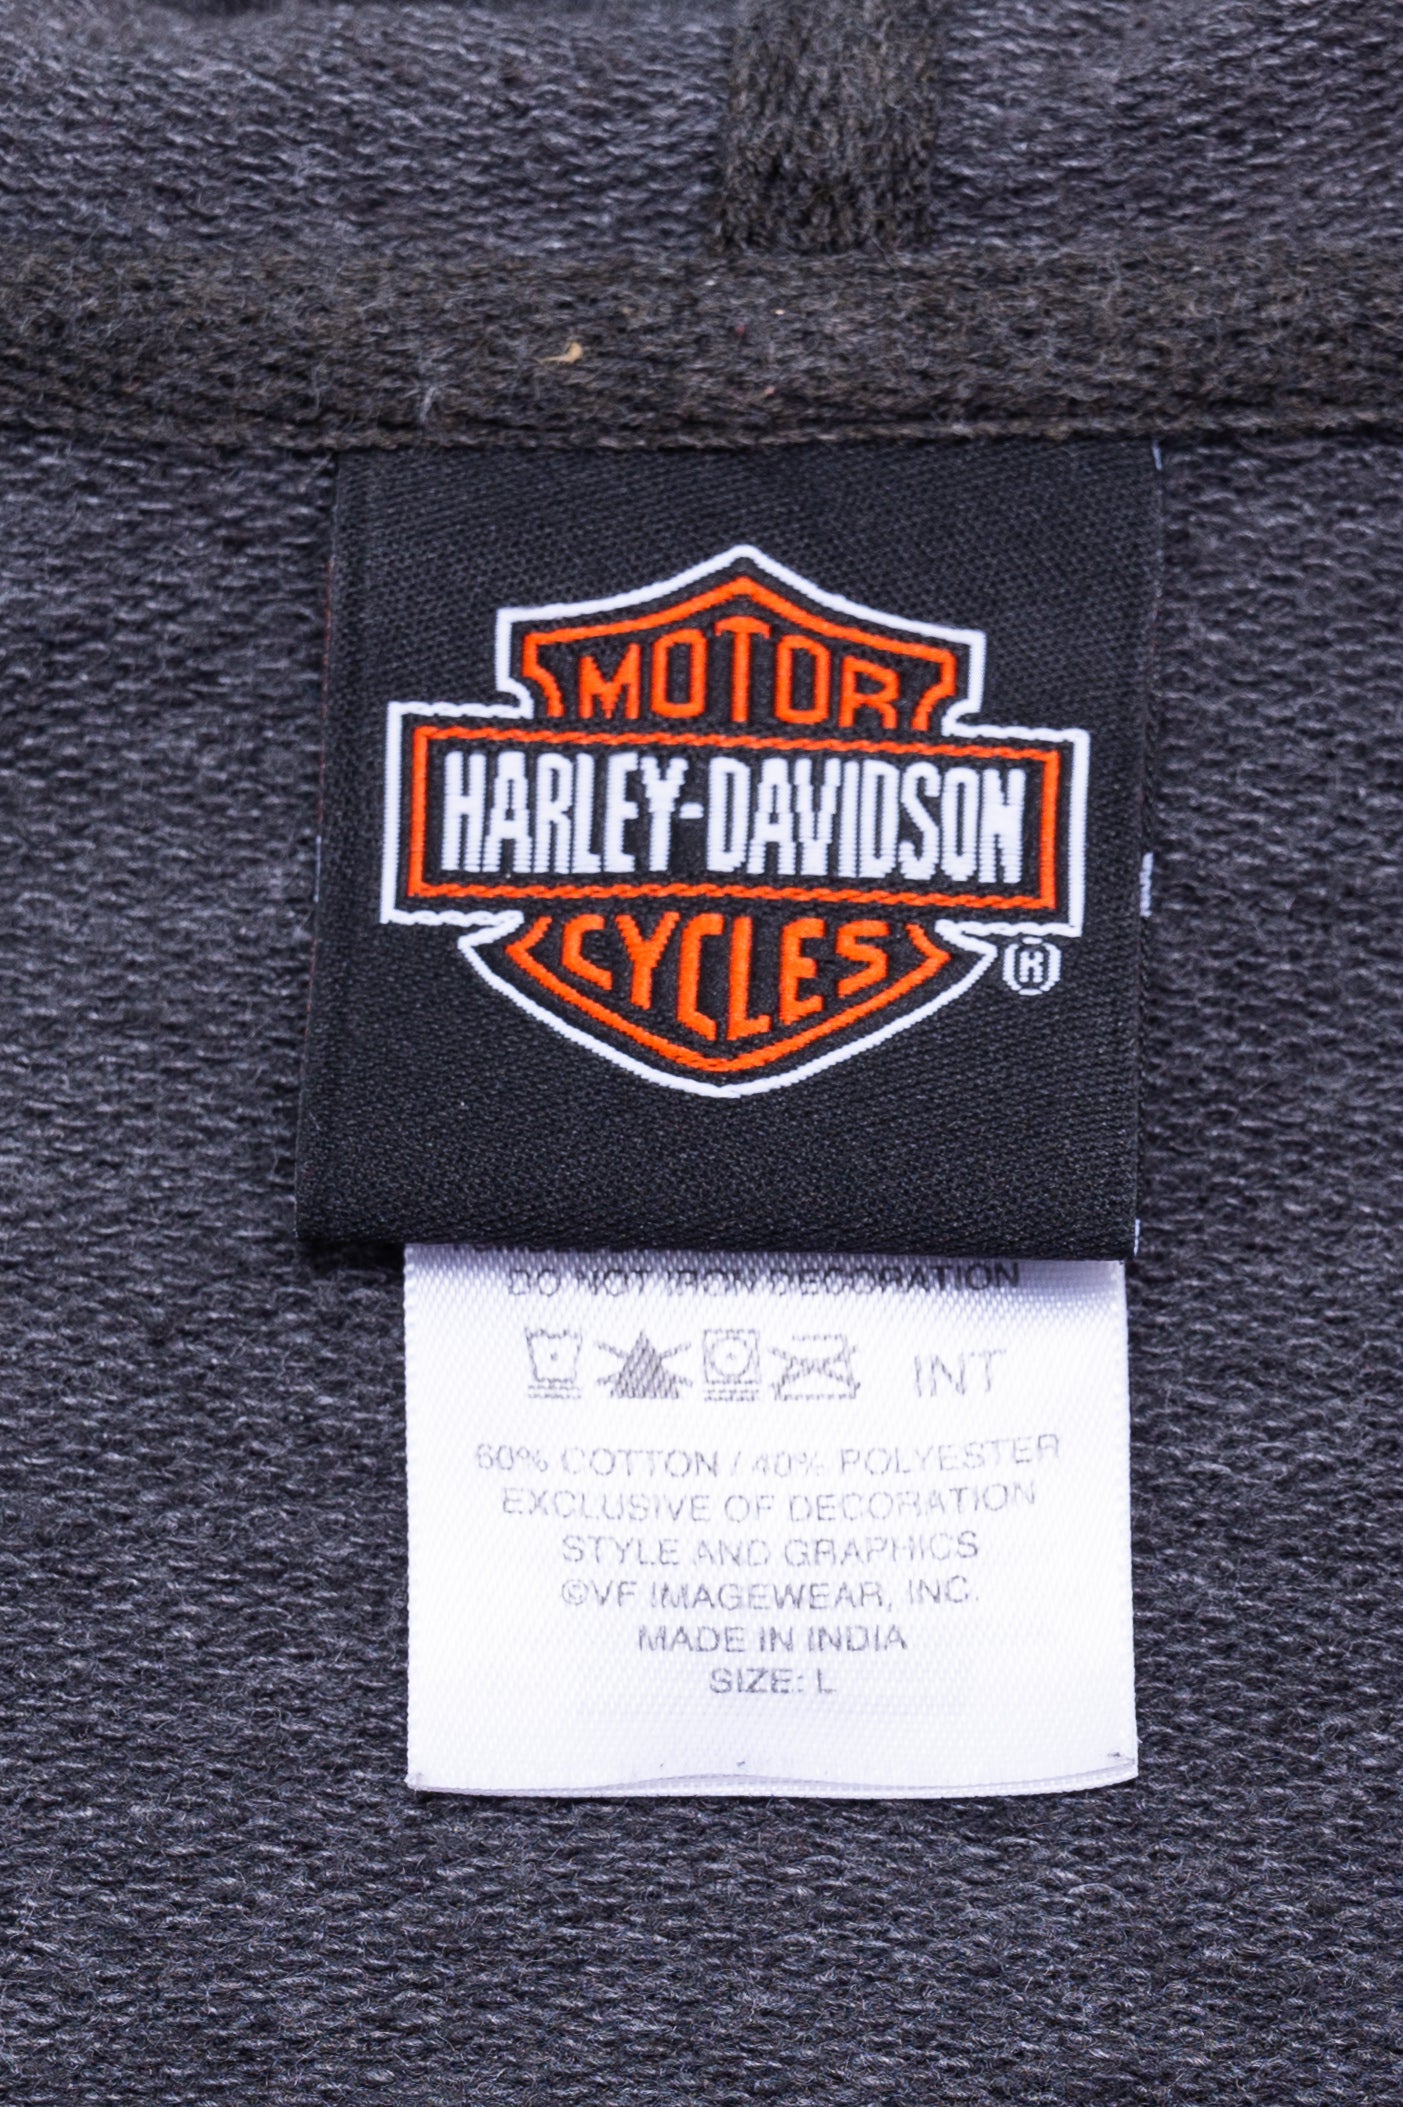 MOTOR
HARLEY-DAVIDSON
CYCLES
®
DO NOT IRON DECORATION
INT
60% COTTON / 40% POLYESTER
EXCLUSIVE OF DECORATION
STYLE AND GRAPHICS
©VF IMAGEWEAR, INC.
MADE IN INDIA
SIZE: L